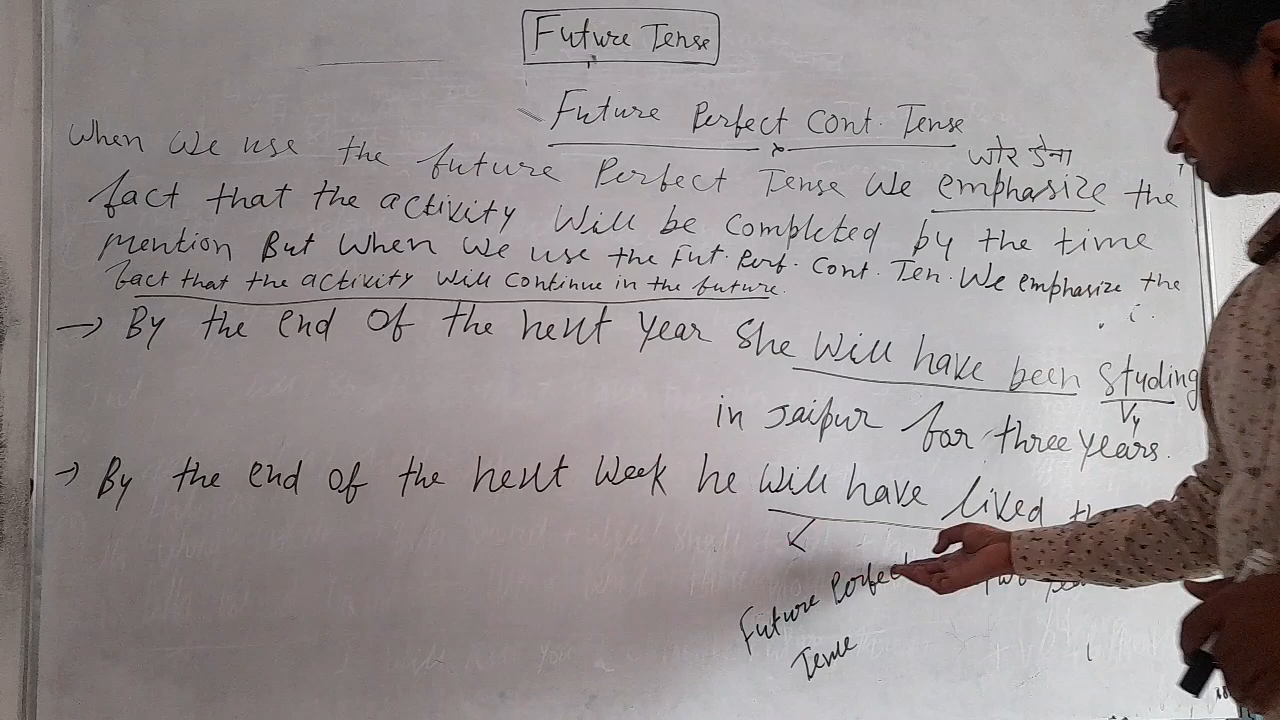 Future Tense
Future Perfect Cont. Tense
When we use the future Perfect Tense we emphasize the
fact that the activity will be completed by the time
mention But when we use the Fut. Perf. Cont. Ten. We emphasize the
fact that the activity will continue in the future.
→ By the end of the next year she will have been studing
V4
in Jaipur for three years.
→ By the end of the next week he will have lived
Future Perfect
Tense